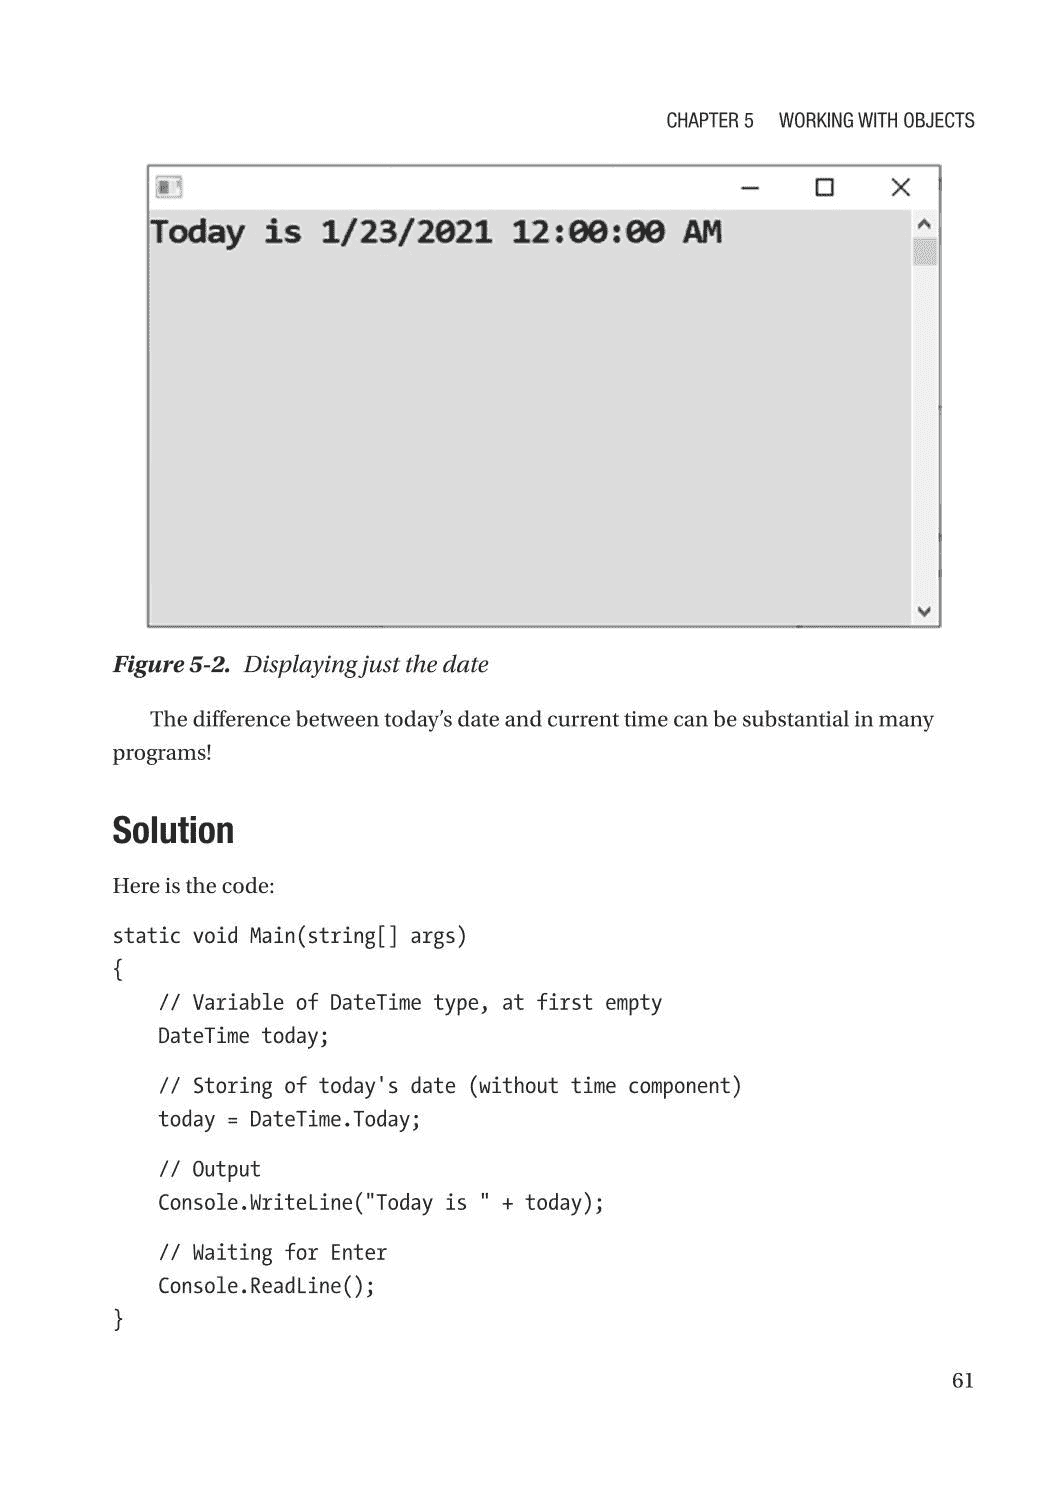 CHAPTER 5 WORKING WITH OBJECTS
Today is 1/23/2021 12:00:00 AM
Figure 5-2. Displaying just the date
The difference between today’s date and current time can be substantial in many
programs!
Solution
Here is the code:
static void Main(string[] args)
{
    // Variable of DateTime type, at first empty
    DateTime today;
    // Storing of today's date (without time component)
    today = DateTime.Today;
    // Output
    Console.WriteLine("Today is " + today);
    // Waiting for Enter
    Console.ReadLine();
}
61